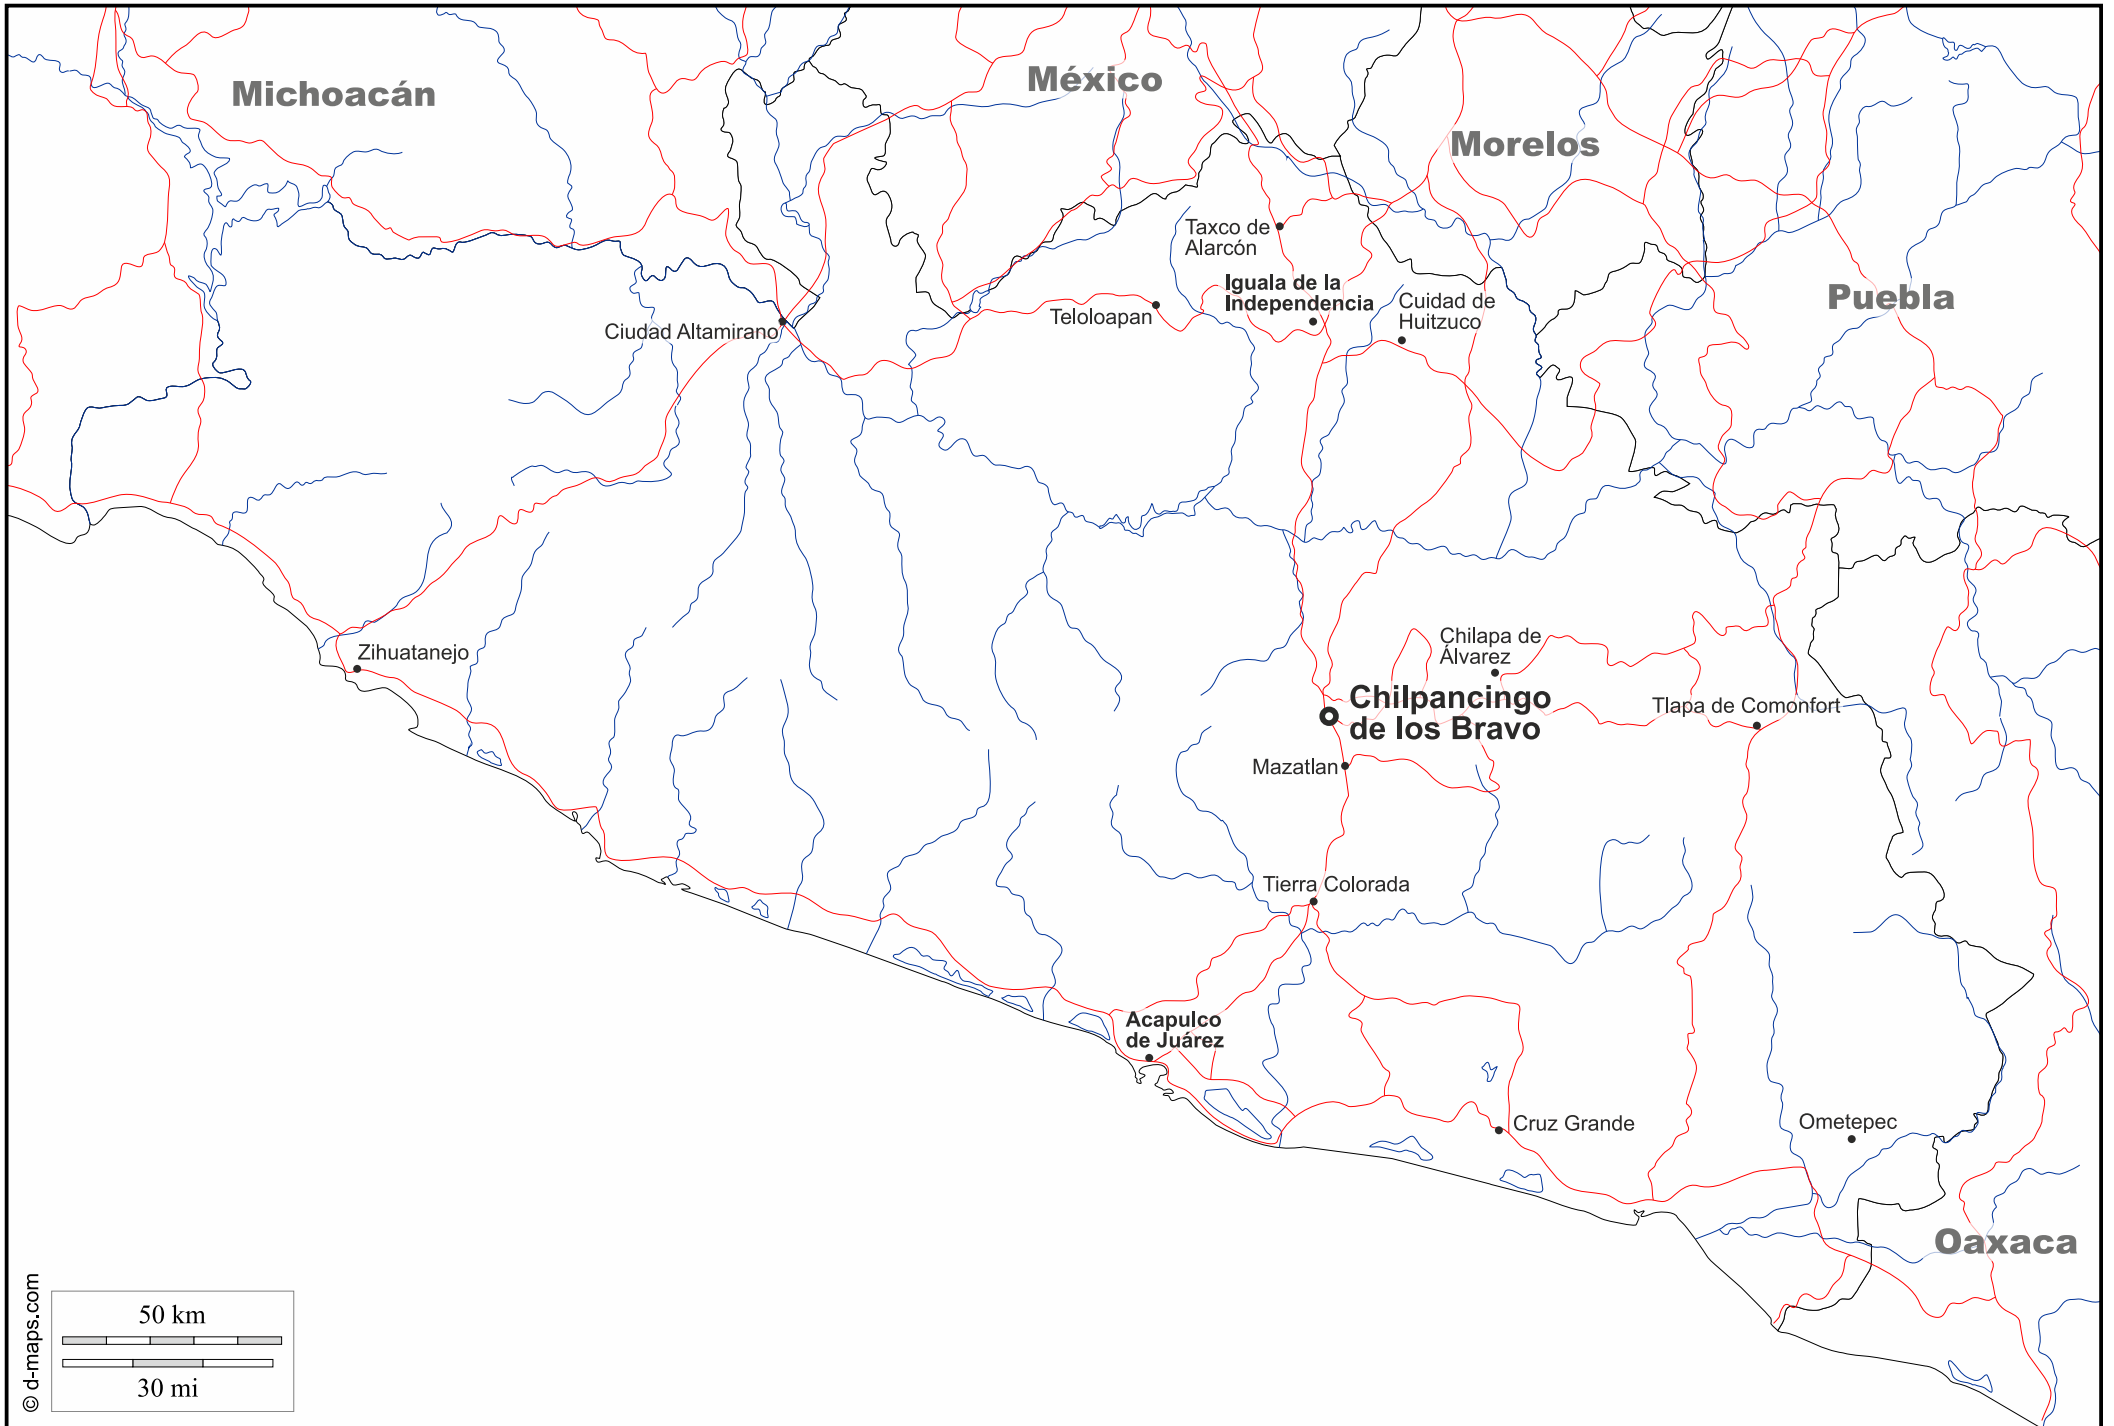 Michoacán
México
Morelos
Taxco de
Alarcón
Iguala de la
Independencia
Cuidad de
Huitzuco
Puebla
Teloloapan
Ciudad Altamirano
Zihuatanejo
Chilapa de
Álvarez
Chilpancingo
de los Bravo
Tlapa de Comonfort
Mazatlan
Tierra Colorada
Acapulco
de Juárez
Cruz Grande
Ometepec
Oaxaca
50 km
30 mi
© d-maps.com